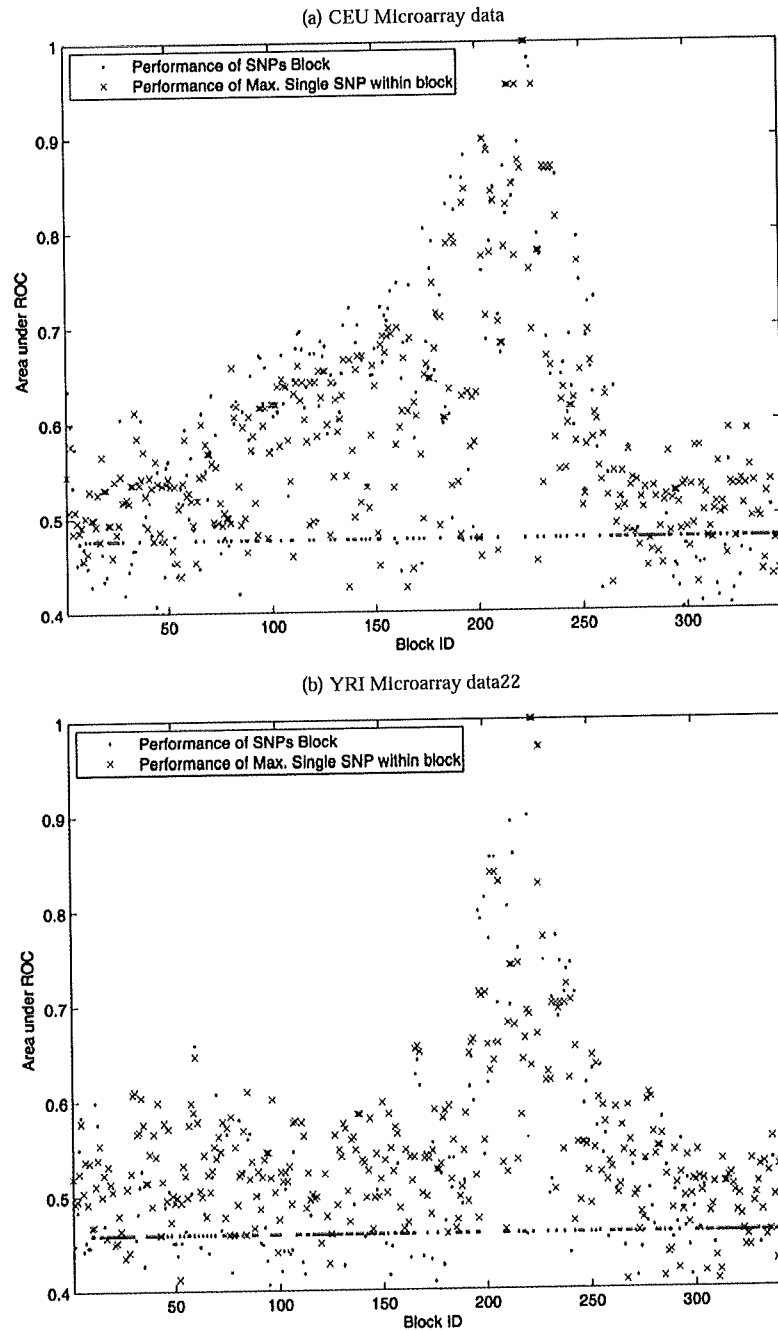 (a) CEU Microarray data
1
0.9
0.8
0.7
0.6
0.5
0.4
Area under ROC
Performance of SNPs Block
Performance of Max. Single SNP within block
50 100 150 200 250 300
Block ID
(b) YRI Microarray data22
1
0.9
0.8
0.7
0.6
0.5
0.4
Area under ROC
Performance of SNPs Block
Performance of Max. Single SNP within block
50 100 150 200 250 300
Block ID